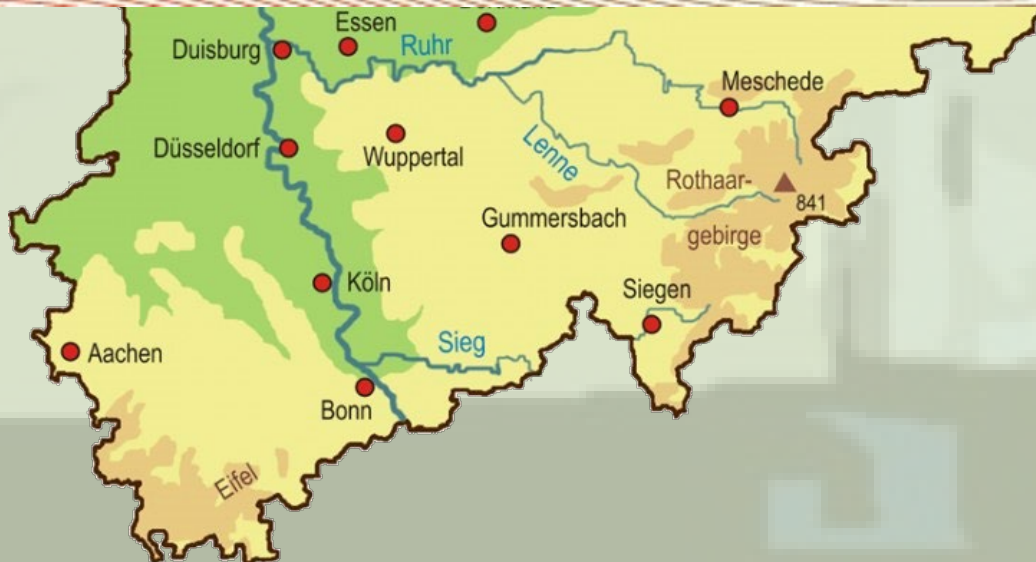 Essen
Duisburg
Ruhr
Meschede
Düsseldorf
Wuppertal
Lenne
Rothaar-
841
gebirge
Gummersbach
Köln
Siegen
Sieg
Aachen
Bonn
Eifel